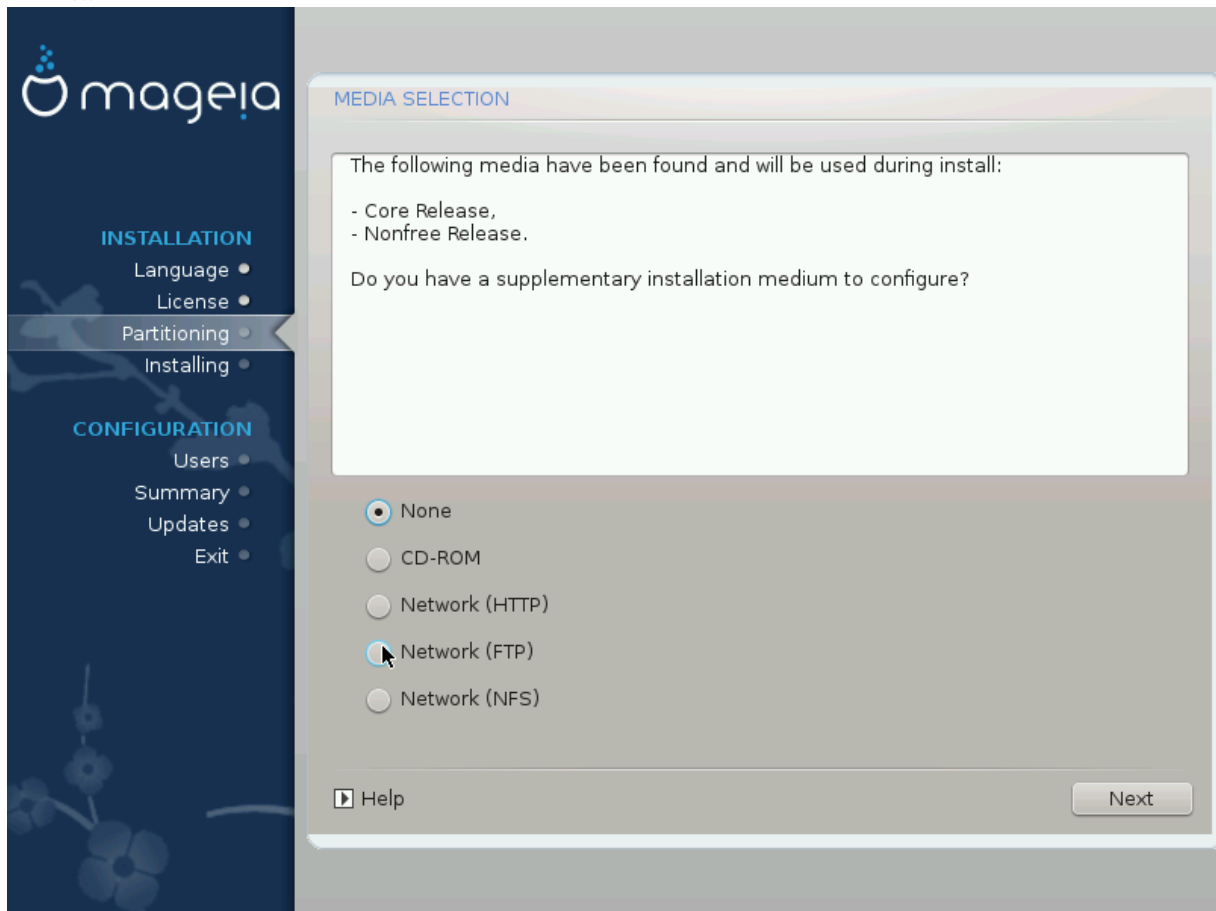 mageia
INSTALLATION
Language
License
Partitioning
Installing
CONFIGURATION
Users
Summary
Updates
Exit
MEDIA SELECTION
The following media have been found and will be used during install:
- Core Release,
- Nonfree Release.
Do you have a supplementary installation medium to configure?
None
CD-ROM
Network (HTTP)
Network (FTP)
Network (NFS)
Help
Next